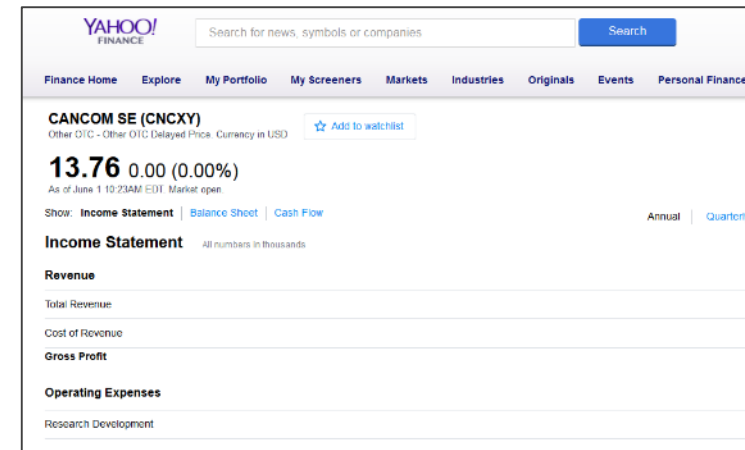 YAHOO!
FINANCE
Search for news, symbols or companies
Search
Finance Home Explore My Portfolio My Screeners Markets Industries Originals Events Personal Finance
CANCOM SE (CNCXY)
Other OTC - Other OTC Delayed Price. Currency in USD
Add to watchlist
13.76 0.00 (0.00%)
As of June 1 10:23AM EDT. Market open
Show: Income Statement | Balance Sheet | Cash Flow
Annual | Quarterl
Income Statement All numbers in thousands
Revenue
Total Revenue
Cost of Revenue
Gross Profit
Operating Expenses
Research Development